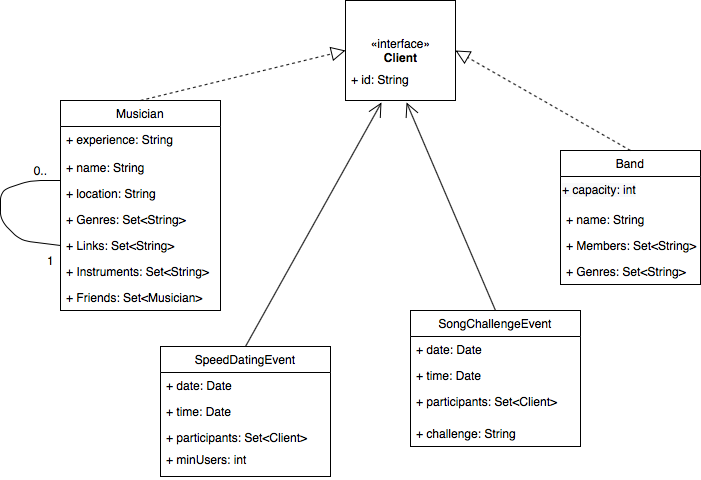 «interface»
Client
+ id: String
Musician
+ experience: String
+ name: String
+ location: String
+ Genres: Set<String>
+ Links: Set<String>
+ Instruments: Set<String>
+ Friends: Set<Musician>
0..
1
Band
+ capacity: int
+ name: String
+ Members: Set<String>
+ Genres: Set<String>
SpeedDatingEvent
+ date: Date
+ time: Date
+ participants: Set<Client>
+ minUsers: int
SongChallengeEvent
+ date: Date
+ time: Date
+ participants: Set<Client>
+ challenge: String